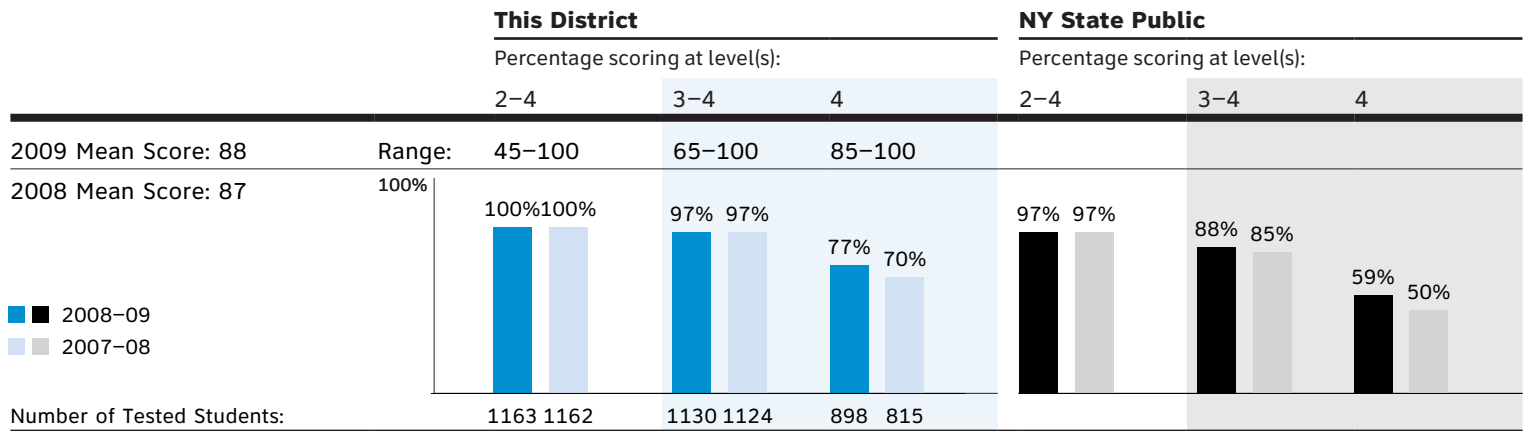 This District NY State Public
Percentage scoring at level(s): Percentage scoring at level(s):
2–4 3–4 4 2–4 3–4 4
2009 Mean Score: 88 Range: 45–100 65–100 85–100
2008 Mean Score: 87
100%
100% 100% 97% 97% 77% 70% 97% 97% 88% 85% 59% 50%
2008–09
2007–08
Number of Tested Students: 1163 1162 1130 1124 898 815